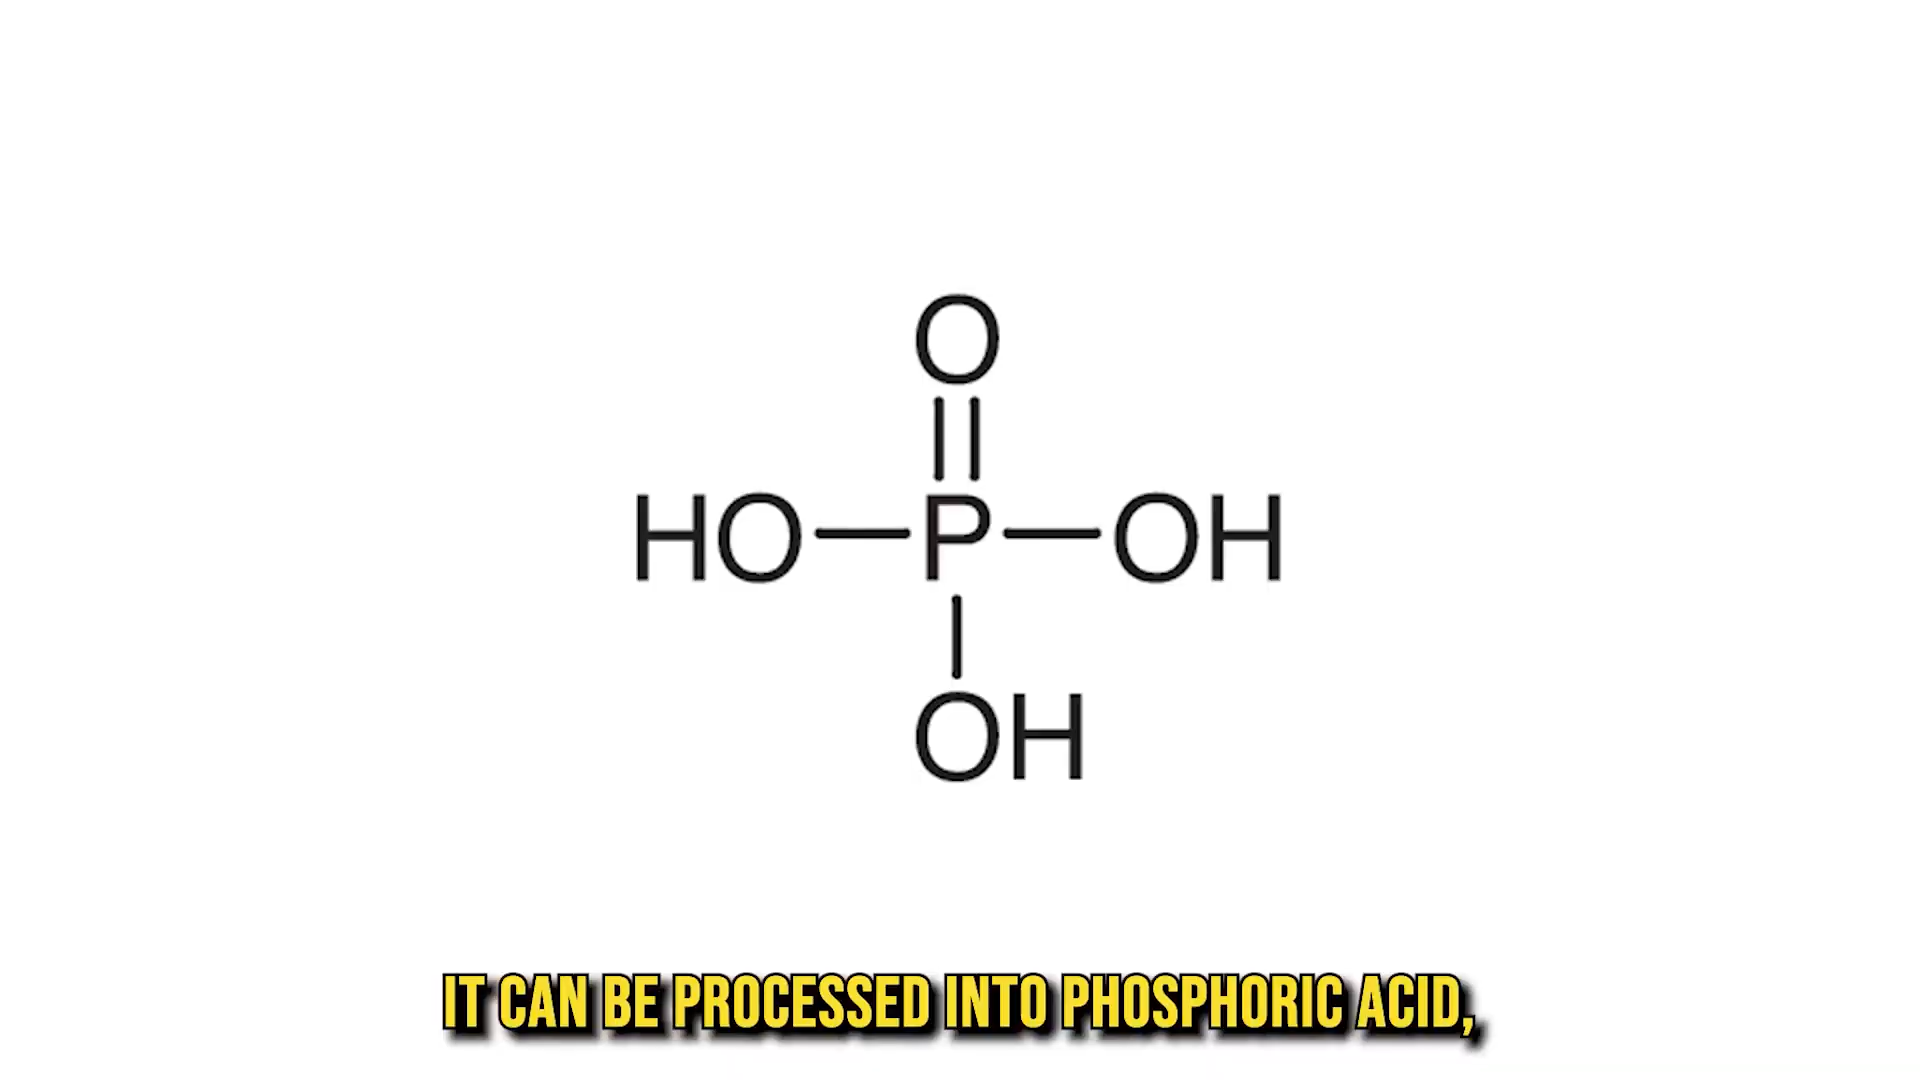 O
HO P OH
OH
IT CAN BE PROCESSED INTO PHOSPHORIC ACID,